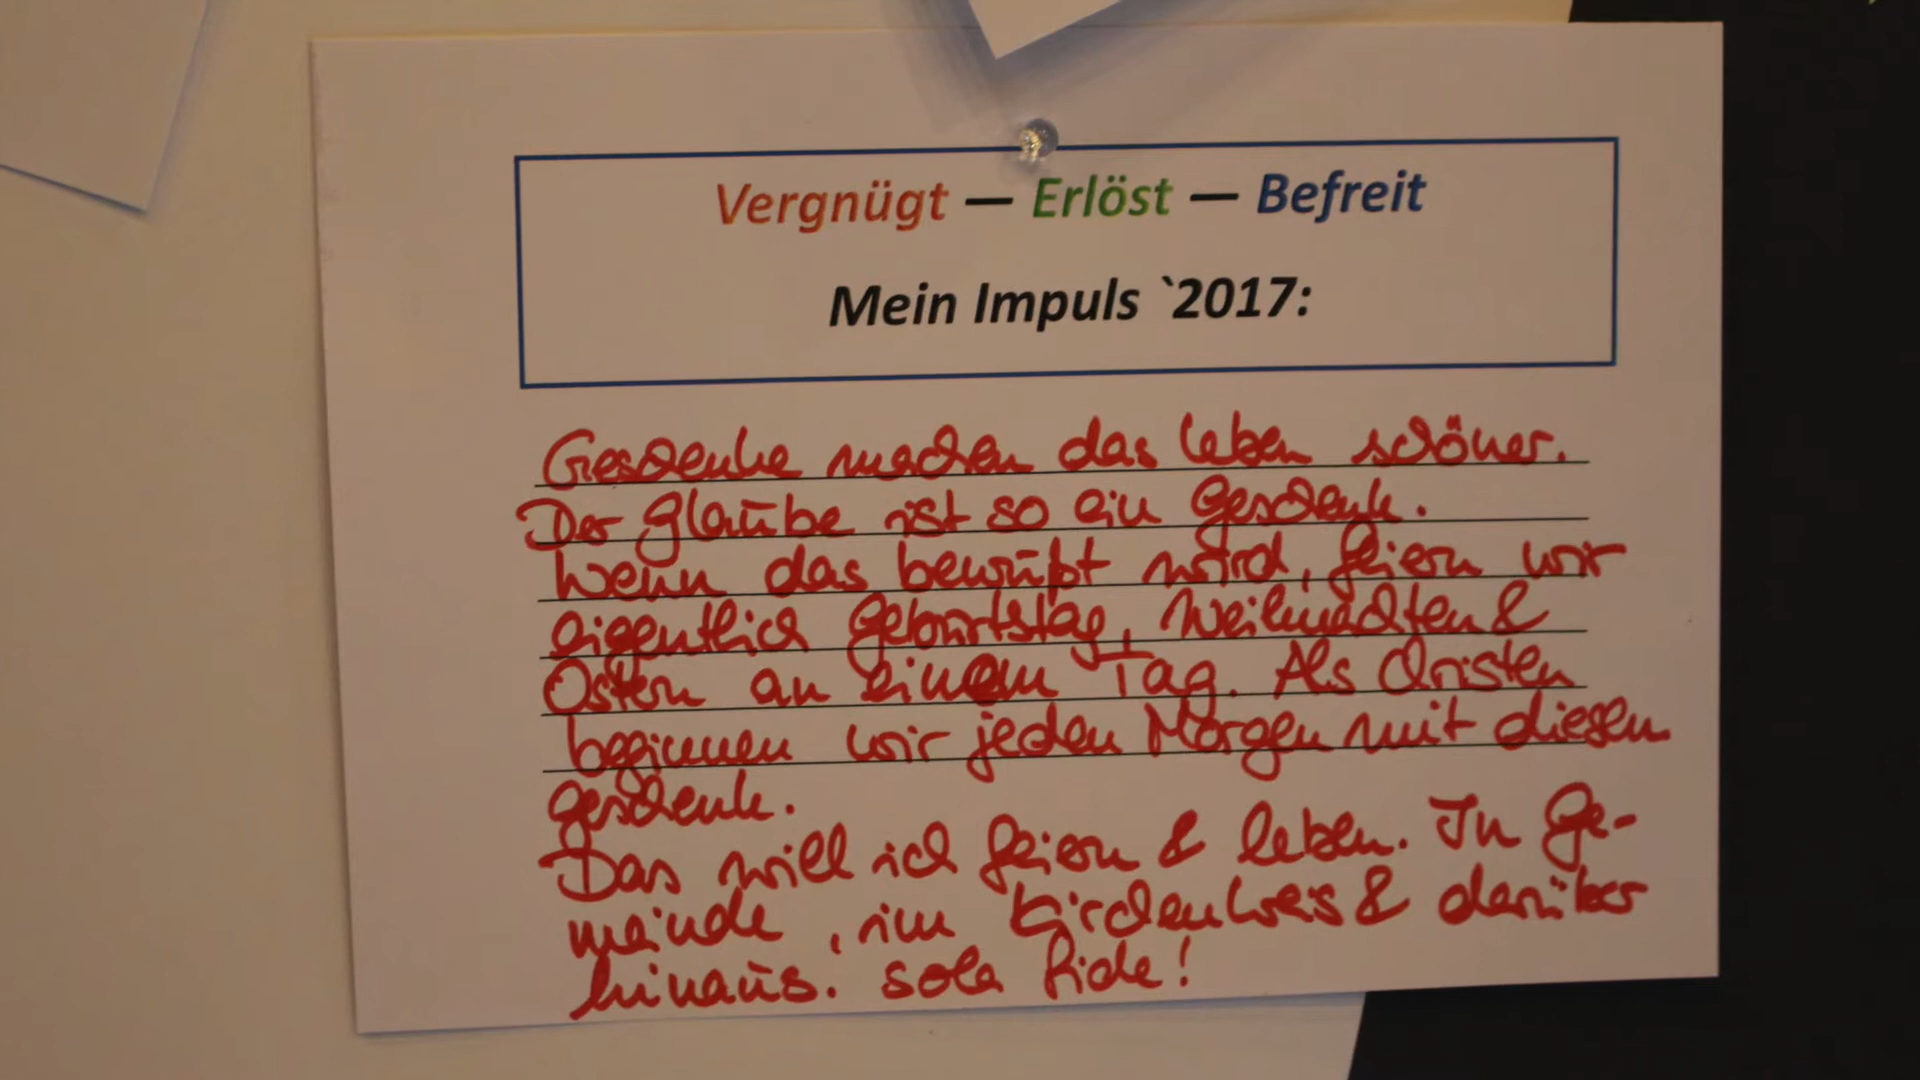 Vergnügt — Erlöst — Befreit
Mein Impuls `2017:
Geschenke machen das Leben schöner.
Der Glaube ist so ein Geschenk.
Wenn das bewußt wird, feiern wir
eigentlich Geburtstag, Weihnachten &
Ostern an einem Tag. Als Christen
beginnen wir jeden Morgen mit diesem
Geschenk.
Das will ich feiern & leben. In Ge-
meinde, im Kirchenkreis & darüber
hinaus. sola fide!